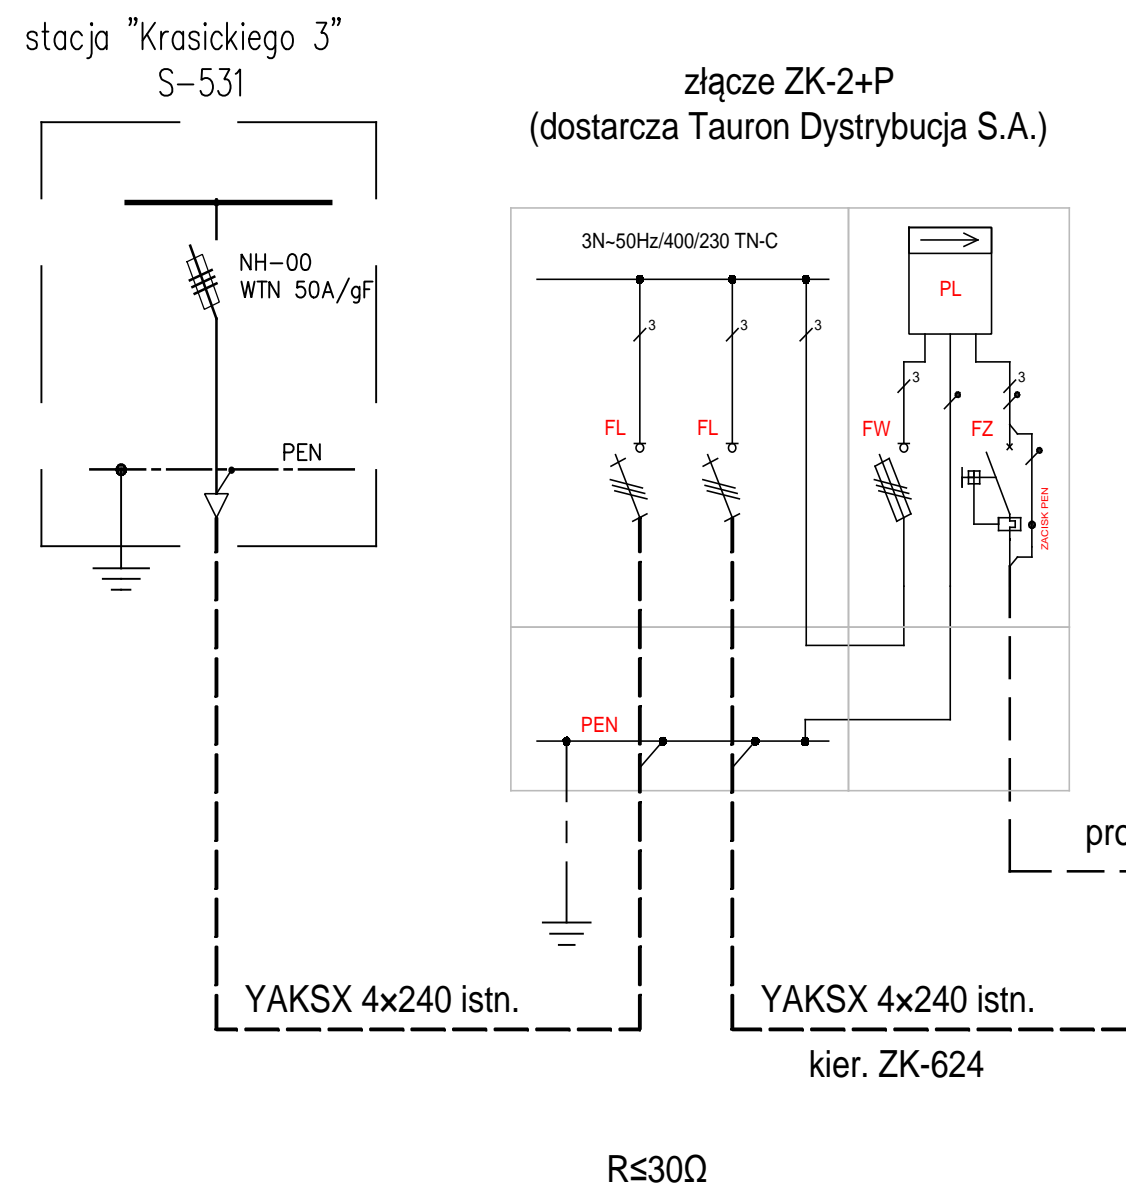 stacja "Krasickiego 3"
S-531
złącze ZK-2+P
(dostarcza Tauron Dystrybucja S.A.)
NH-00
WTN 50A/gF
PEN
3N~50Hz/400/230 TN-C
3
3
3
PL
3
3
FL
FL
FW
FZ
ZACISK PEN
PEN
pro
YAKSX 4×240 istn.
YAKSX 4×240 istn.
kier. ZK-624
R≤30Ω